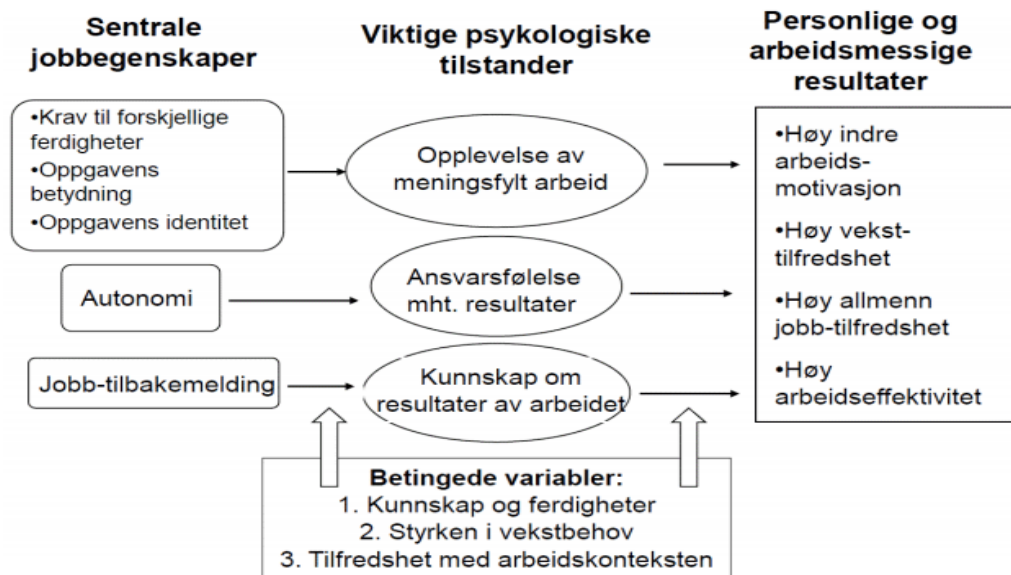 Sentrale
jobbegenskaper
Viktige psykologiske
tilstander
Personlige og
arbeidsmessige
resultater
•Krav til forskjellige
ferdigheter
•Oppgavens
betydning
•Oppgavens identitet
Opplevelse av
meningsfylt arbeid
Autonomi
Ansvarsfølelse
mht. resultater
Jobb-tilbakemelding
Kunnskap om
resultater av arbeidet
•Høy indre
arbeids-
motivasjon
•Høy vekst-
tilfredshet
•Høy allmenn
jobb-tilfredshet
•Høy
arbeidseffektivitet
Betingede variabler:
1. Kunnskap og ferdigheter
2. Styrken i vekstbehov
3. Tilfredshet med arbeidskonteksten